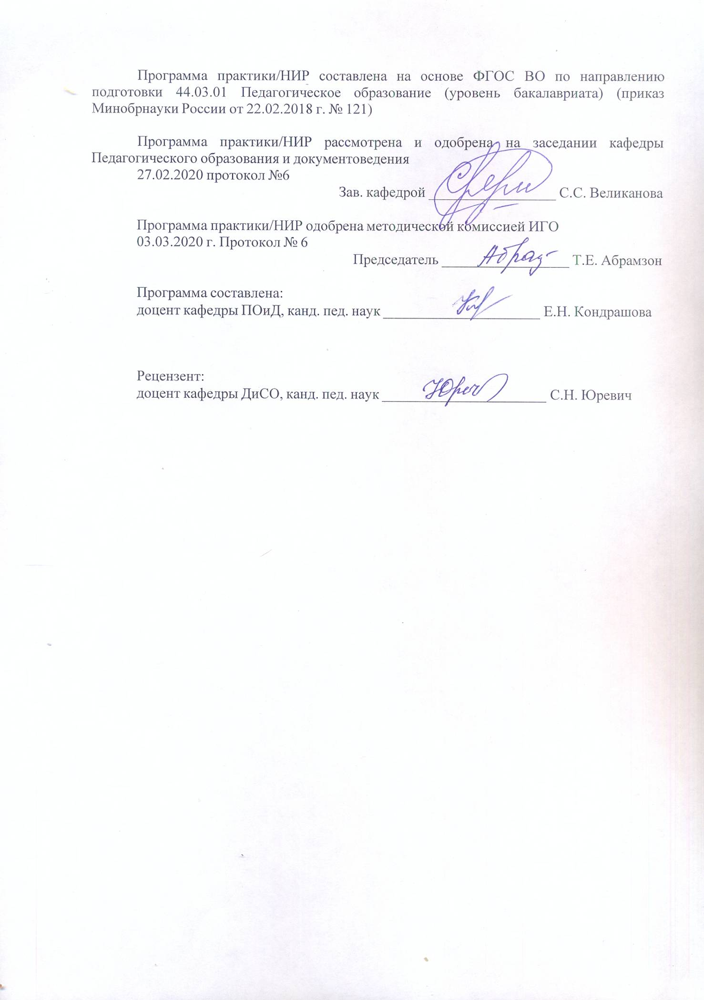 Программа практики/НИР составлена на основе ФГОС ВО по направлению
подготовки 44.03.01 Педагогическое образование (уровень бакалавриата) (приказ
Минобрнауки России от 22.02.2018 г. № 121)
Программа практики/НИР рассмотрена и одобрена на заседании кафедры
Педагогического образования и документоведения
27.02.2020 протокол №6
Зав. кафедрой ____________________ С.С. Великанова
Программа практики/НИР одобрена методической комиссией ИГО
03.03.2020 г. Протокол № 6
Председатель ____________________ Т.Е. Абрамзон
Программа составлена:
доцент кафедры ПОиД, канд. пед. наук ____________________ Е.Н. Кондрашова
Рецензент:
доцент кафедры ДиСО, канд. пед. наук ____________________ С.Н. Юревич